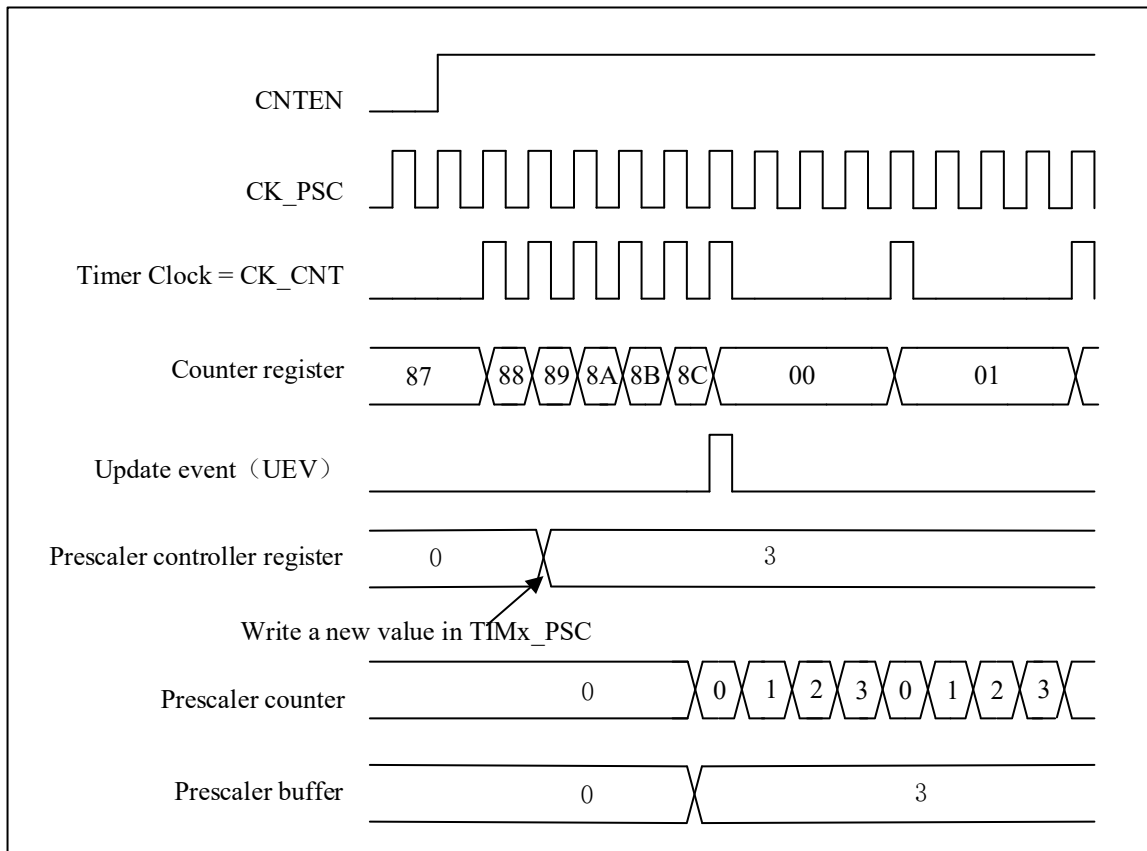 CNTEN
CK_PSC
Timer Clock = CK_CNT
Counter register
87 88 89 8A 8B 8C 00 01
Update event（UEV）
Prescaler controller register
0 3
Write a new value in TIMx_PSC
Prescaler counter
0 0 1 2 3 0 1 2 3
Prescaler buffer
0 3